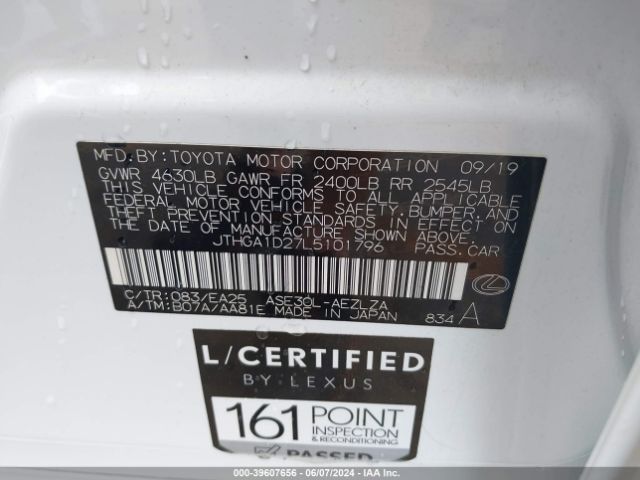 MFD. BY: TOYOTA MOTOR CORPORATION 09/19
GVWR 4630LB GAWR FR 2400LB RR 2545LB
THIS VEHICLE CONFORMS TO ALL APPLICABLE
FEDERAL MOTOR VEHICLE SAFETY, BUMPER, AND
THEFT PREVENTION STANDARDS IN EFFECT ON
THE DATE OF MANUFACTURE SHOWN ABOVE.
JTHGA1D27L5101796 PASS. CAR
C/TR: 083/EA25 ASE30L-AEZLZA
A/TM: B07A/AA81E MADE IN JAPAN 834 A
L/CERTIFIED
BY LEXUS
161 POINT
INSPECTION
& RECONDITIONING
PASSED
000-39607656 | 06/07/2024 | IAA Inc.